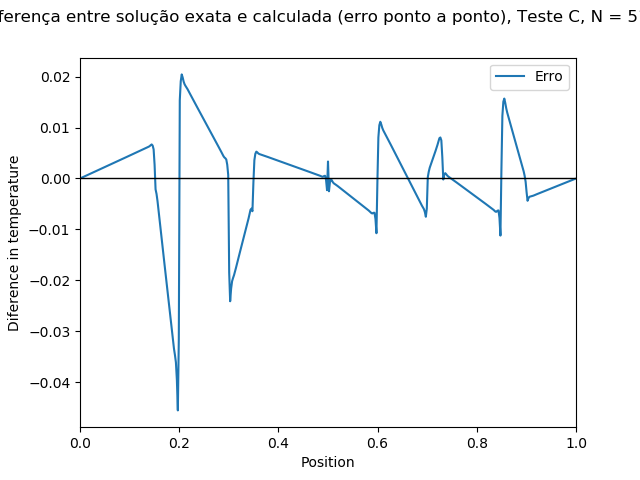 ferença entre solução exata e calculada (erro ponto a ponto), Teste C, N = 5
Erro
0.02
0.01
0.00
−0.01
−0.02
−0.03
−0.04
Diference in temperature
0.0 0.2 0.4 0.6 0.8 1.0
Position